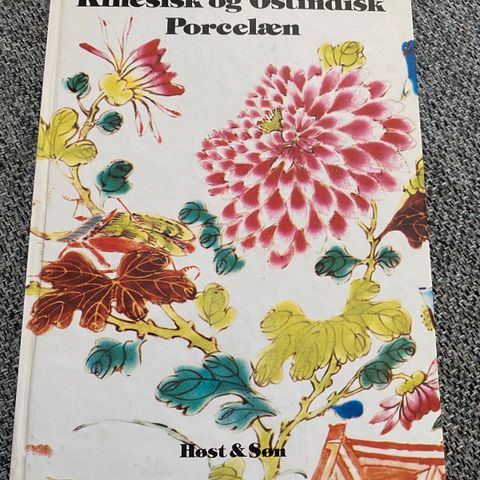 Kinesisk og Ostindisk
Porcelæn
Høst & Søn